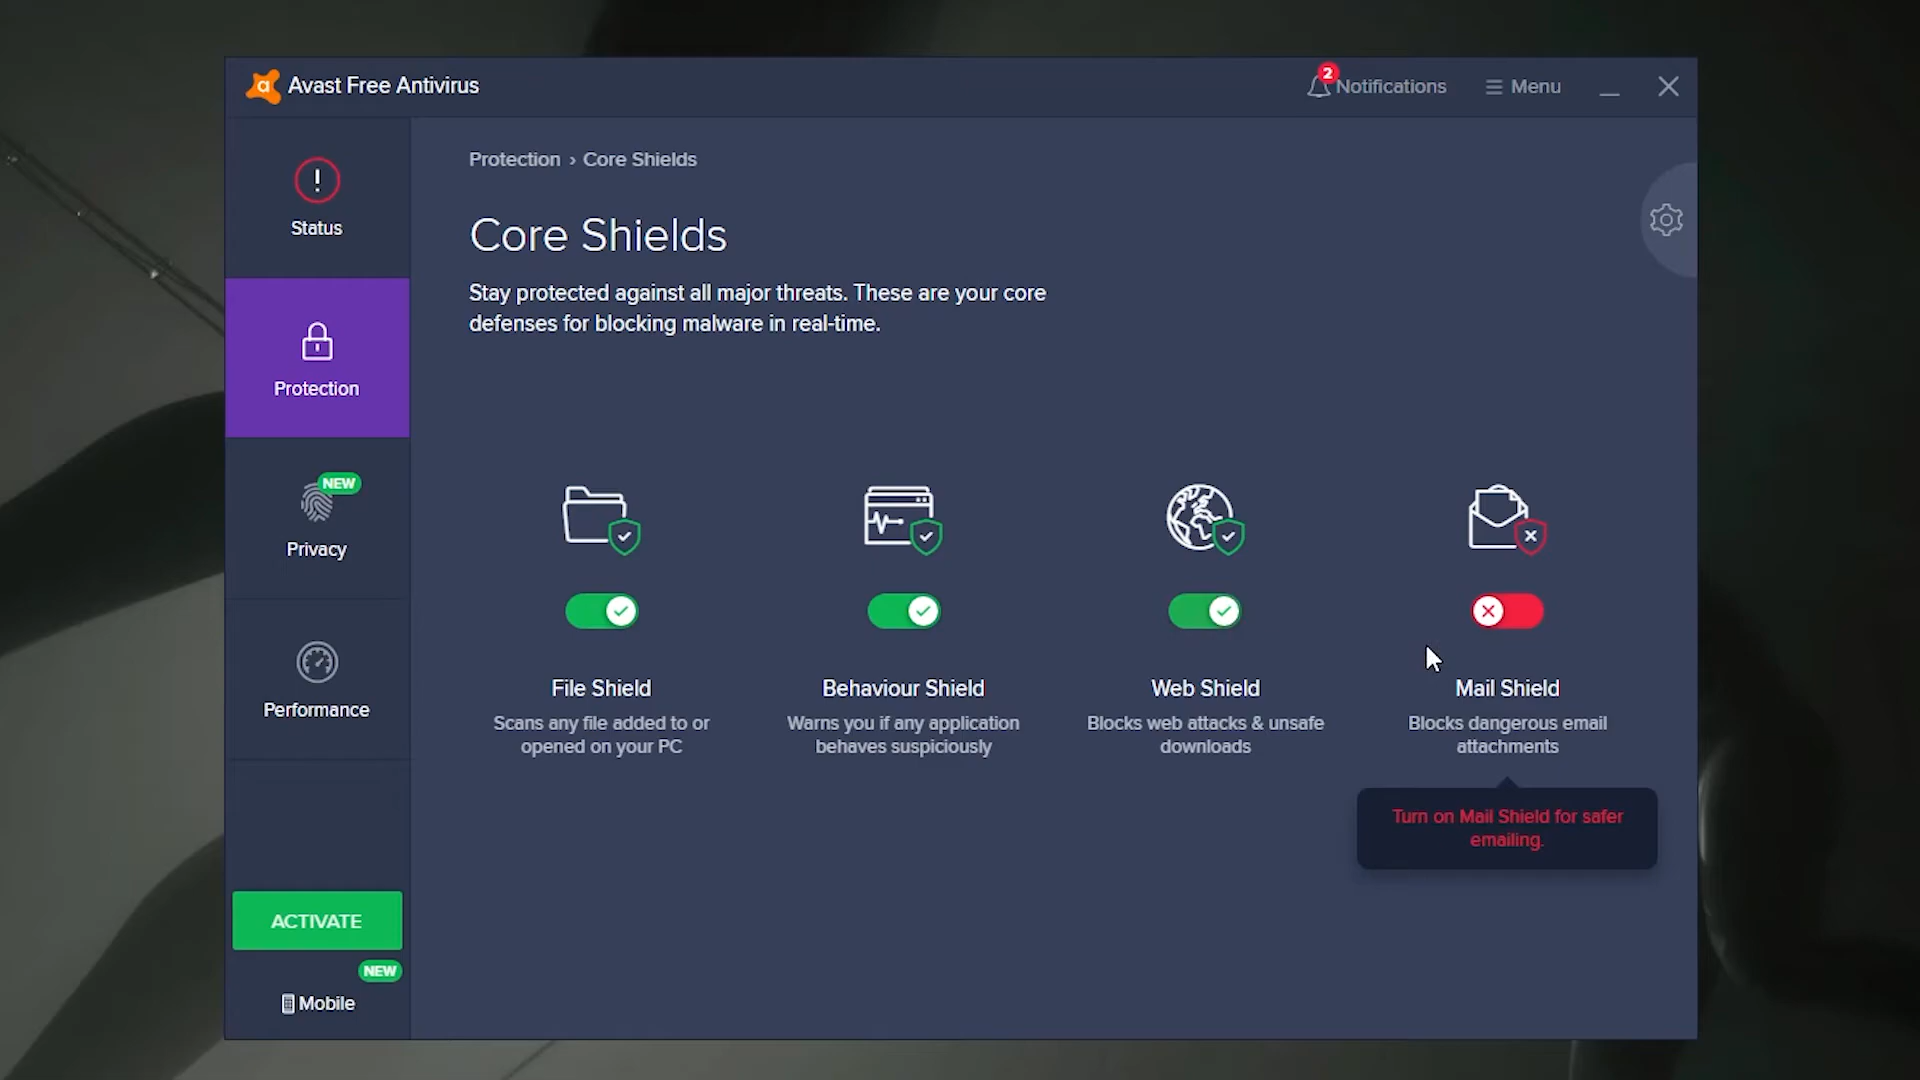 Avast Free Antivirus
2
Notifications
Menu
Status
Protection
NEW
Privacy
Performance
ACTIVATE
NEW
Mobile
Protection › Core Shields
Core Shields
Stay protected against all major threats. These are your core
defenses for blocking malware in real-time.
File Shield
Scans any file added to or
opened on your PC
Behaviour Shield
Warns you if any application
behaves suspiciously
Web Shield
Blocks web attacks & unsafe
downloads
Mail Shield
Blocks dangerous email
attachments
Turn on Mail Shield for safer
emailing.